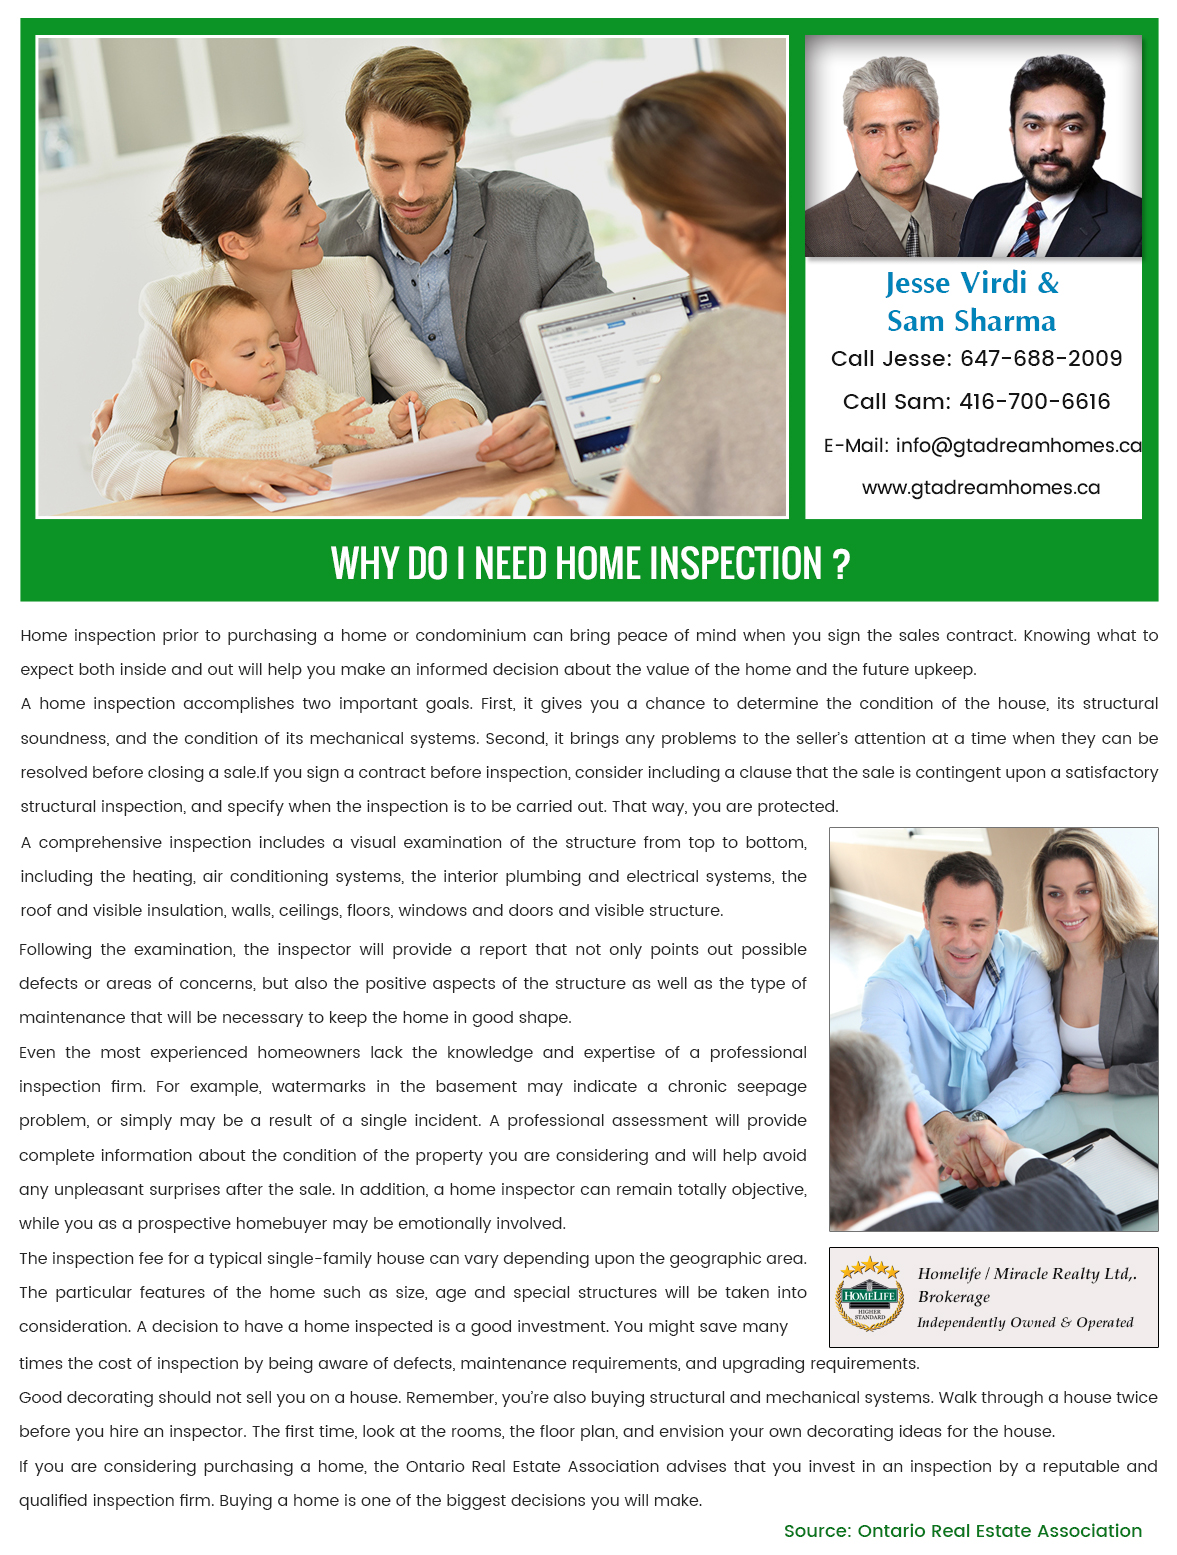 Jesse Virdi &
Sam Sharma
Call Jesse: 647-688-2009
Call Sam: 416-700-6616
E-Mail: info@gtadreamhomes.ca
www.gtadreamhomes.ca
WHY DO I NEED HOME INSPECTION ?
Home inspection prior to purchasing a home or condominium can bring peace of mind when you sign the sales contract. Knowing what to
expect both inside and out will help you make an informed decision about the value of the home and the future upkeep.
A home inspection accomplishes two important goals. First, it gives you a chance to determine the condition of the house, its structural
soundness, and the condition of its mechanical systems. Second, it brings any problems to the seller's attention at a time when they can be
resolved before closing a sale.If you sign a contract before inspection, consider including a clause that the sale is contingent upon a satisfactory
structural inspection, and specify when the inspection is to be carried out. That way, you are protected.
A comprehensive inspection includes a visual examination of the structure from top to bottom,
including the heating, air conditioning systems, the interior plumbing and electrical systems, the
roof and visible insulation, walls, ceilings, floors, windows and doors and visible structure.
Following the examination, the inspector will provide a report that not only points out possible
defects or areas of concerns, but also the positive aspects of the structure as well as the type of
maintenance that will be necessary to keep the home in good shape.
Even the most experienced homeowners lack the knowledge and expertise of a professional
inspection firm. For example, watermarks in the basement may indicate a chronic seepage
problem, or simply may be a result of a single incident. A professional assessment will provide
complete information about the condition of the property you are considering and will help avoid
any unpleasant surprises after the sale. In addition, a home inspector can remain totally objective,
while you as a prospective homebuyer may be emotionally involved.
The inspection fee for a typical single-family house can vary depending upon the geographic area.
The particular features of the home such as size, age and special structures will be taken into
consideration. A decision to have a home inspected is a good investment. You might save many
times the cost of inspection by being aware of defects, maintenance requirements, and upgrading requirements.
Good decorating should not sell you on a house. Remember, you're also buying structural and mechanical systems. Walk through a house twice
before you hire an inspector. The first time, look at the rooms, the floor plan, and envision your own decorating ideas for the house.
If you are considering purchasing a home, the Ontario Real Estate Association advises that you invest in an inspection by a reputable and
qualified inspection firm. Buying a home is one of the biggest decisions you will make.
HOMELIFE
HIGHER
STANDARD
Homelife / Miracle Realty Ltd,.
Brokerage
Independently Owned & Operated
Source: Ontario Real Estate Association